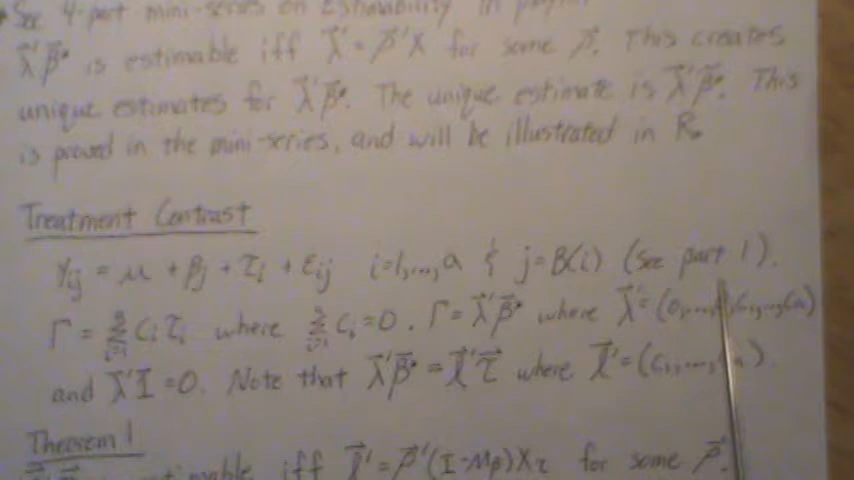 See 4-part mini-series on Estimability in
λ⃗'β⃗* is estimable iff λ⃗' = ρ⃗'X for some ρ⃗. This creates
unique estimates for λ⃗'β⃗*. The unique estimate is λ⃗'β⃗*. This
is proved in the mini-series, and will be illustrated in R.
Treatment Contrast
Yij = μ + βj + τi + εij i=1,...,a & j=B(i) (see part 1).
Γ = Σ ci τi where Σ ci = 0. Γ = λ⃗'β⃗* where λ⃗' = (0,...,
and λ⃗'1⃗ = 0. Note that λ⃗'β⃗* = l⃗'τ⃗ where l⃗' = (c1,...,
Theorem 1
estimable iff l⃗' = ρ⃗'(I-Mβ)Xτ for some ρ⃗.